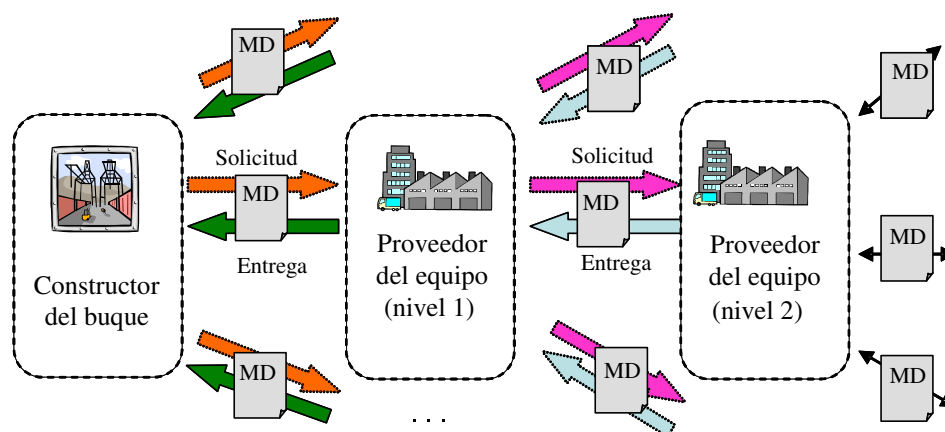 MD
MD
MD
Solicitud
MD
Entrega
Solicitud
MD
Entrega
MD
Constructor
del buque
Proveedor
del equipo
(nivel 1)
Proveedor
del equipo
(nivel 2)
MD
MD
MD
. . .